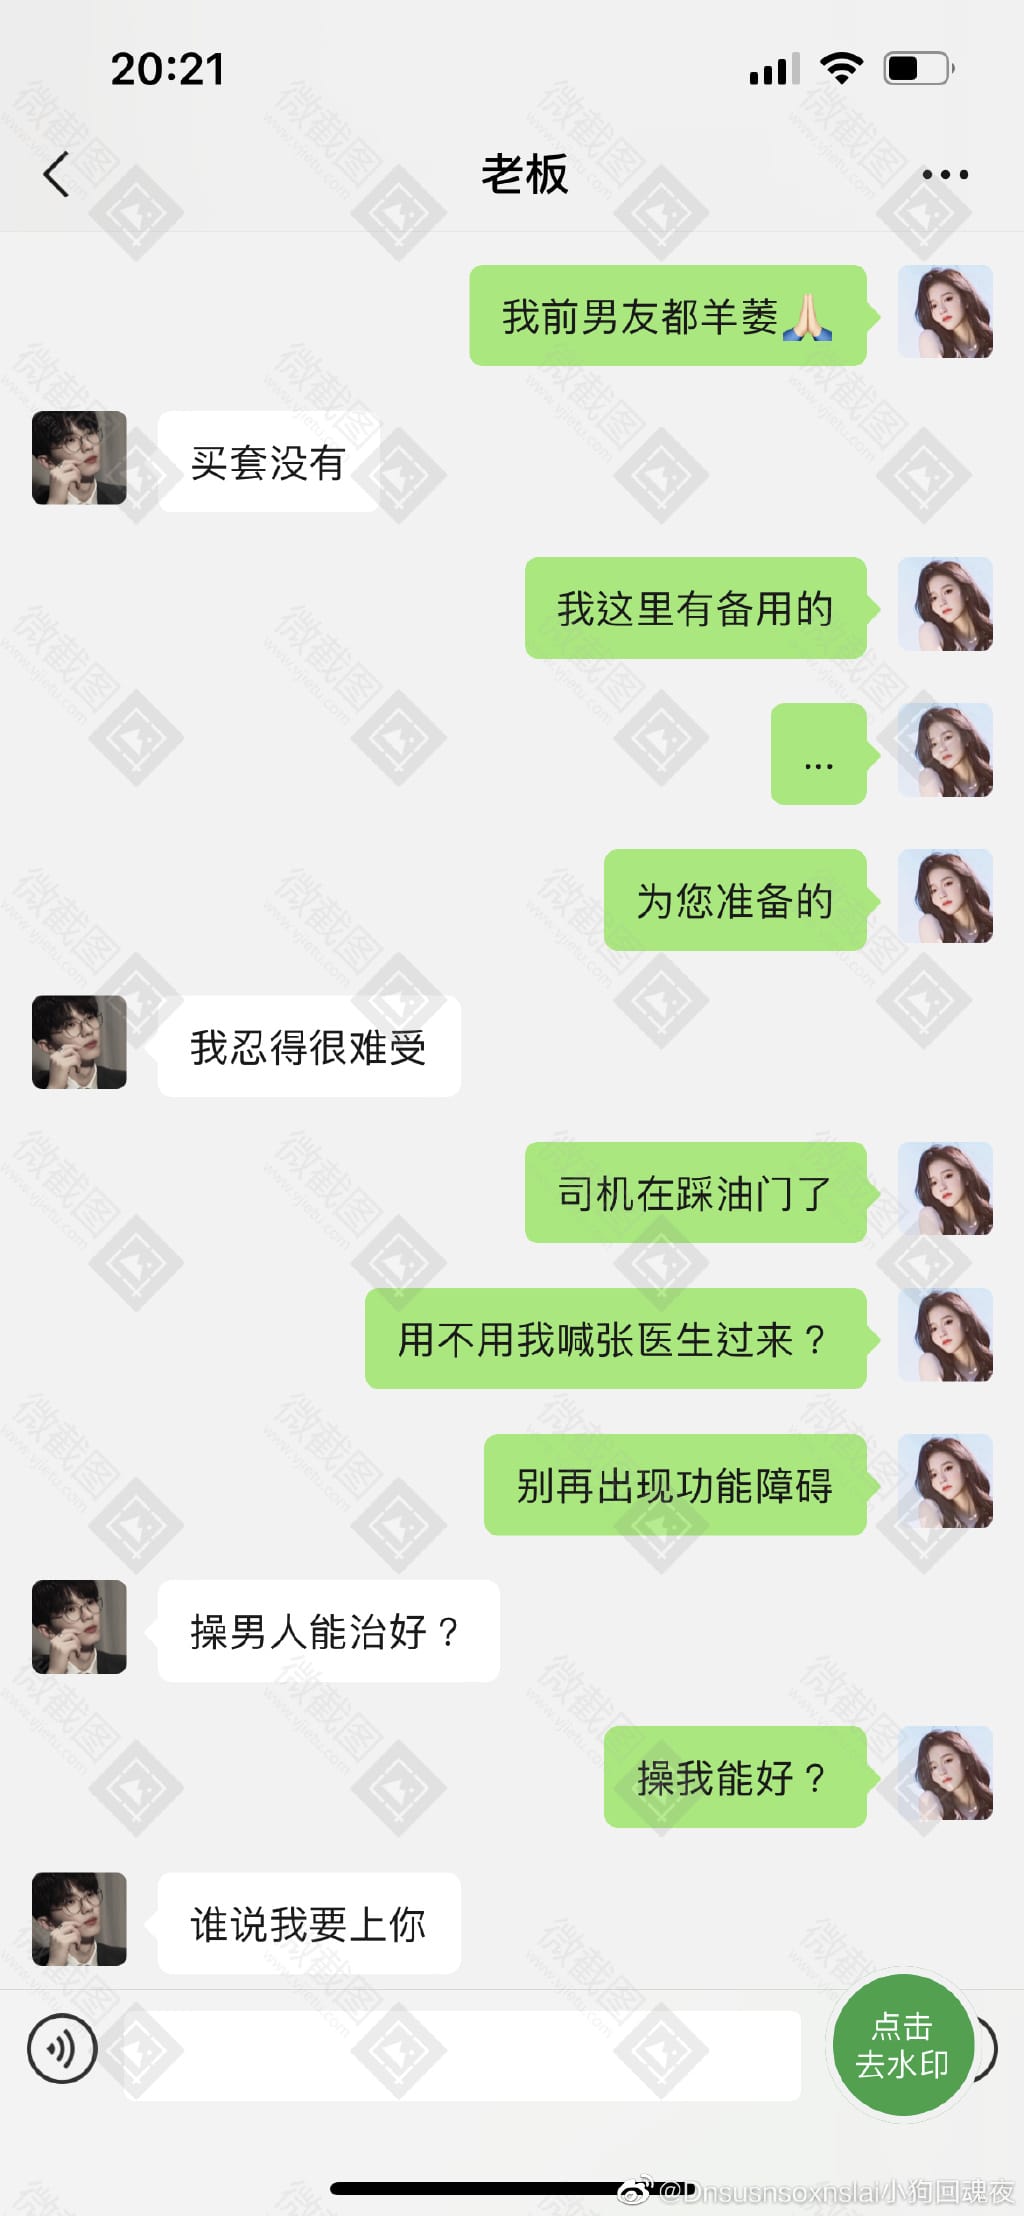 20:21
老板
我前男友都羊萎🙏🏻
买套没有
我这里有备用的
...
为您准备的
我忍得很难受
司机在踩油门了
用不用我喊张医生过来？
别再出现功能障碍
操男人能治好？
操我能好？
谁说我要上你
点击
去水印
@Dnsusnsoxnslai小狗回魂夜
微截图
www.vjietu.com